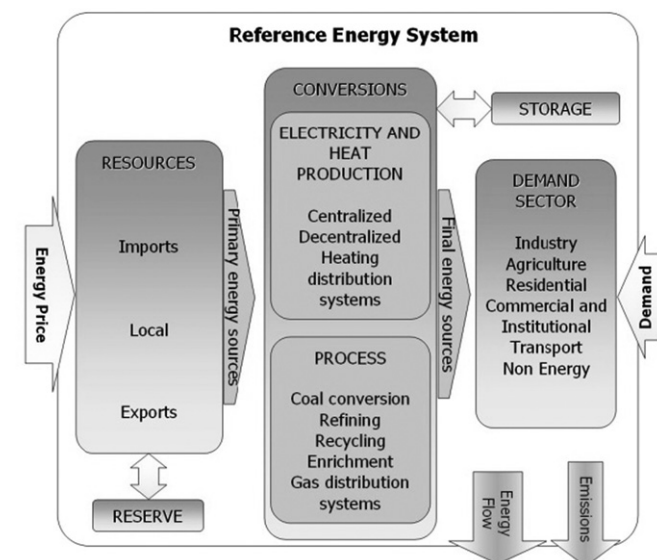 Reference Energy System
Energy Price
RESOURCES
Imports
Local
Exports
RESERVE
Primary energy sources
CONVERSIONS
ELECTRICITY AND
HEAT
PRODUCTION
Centralized
Decentralized
Heating
distribution
systems
PROCESS
Coal conversion
Refining
Recycling
Enrichment
Gas distribution
systems
Final energy sources
STORAGE
DEMAND
SECTOR
Industry
Agriculture
Residential
Commercial and
Institutional
Transport
Non Energy
Demand
Energy
Flow
Emissions